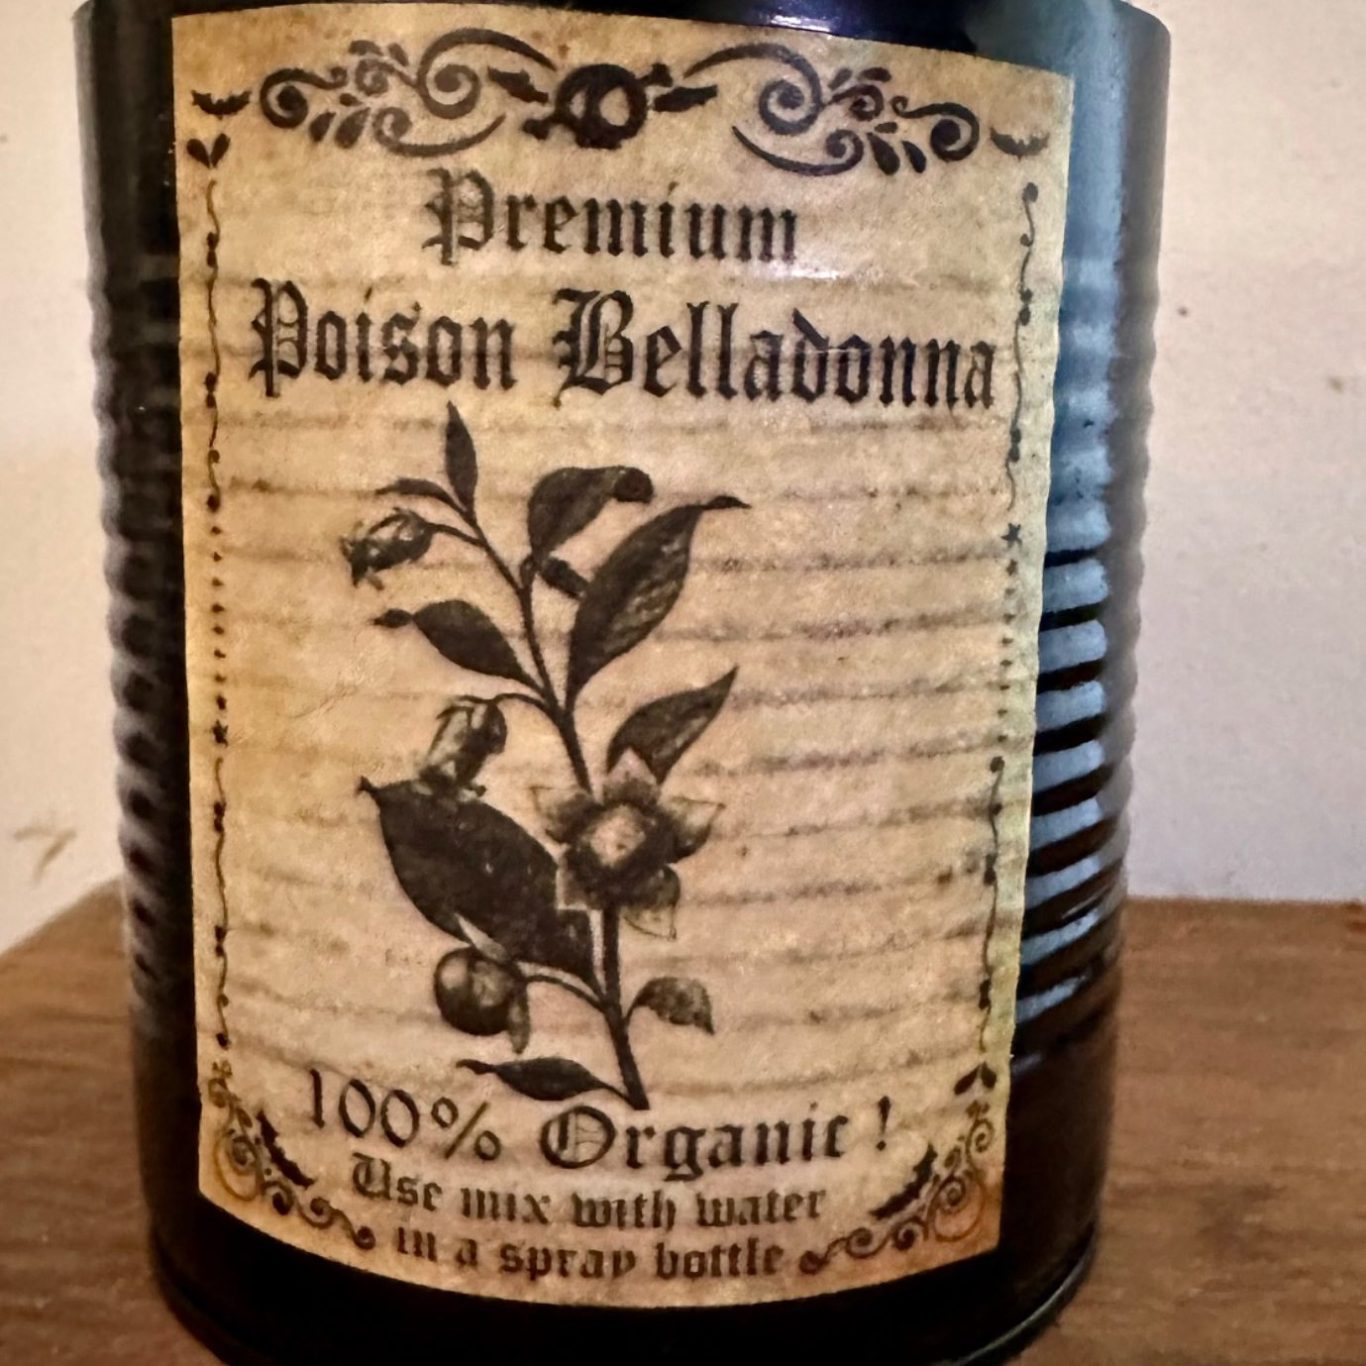 Premium
Poison Belladonna
100% Organic !
Use mix with water
in a spray bottle